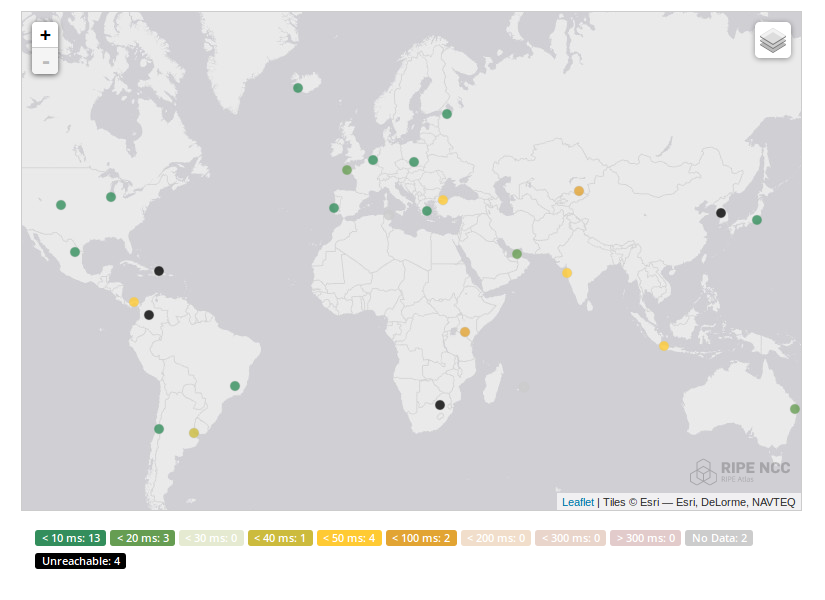 +
-
RIPE NCC
RIPE Atlas
Leaflet | Tiles © Esri — Esri, DeLorme, NAVTEQ
< 10 ms: 13 < 20 ms: 3 < 30 ms: 0 < 40 ms: 1 < 50 ms: 4 < 100 ms: 2 < 200 ms: 0 < 300 ms: 0 > 300 ms: 0 No Data: 2
Unreachable: 4